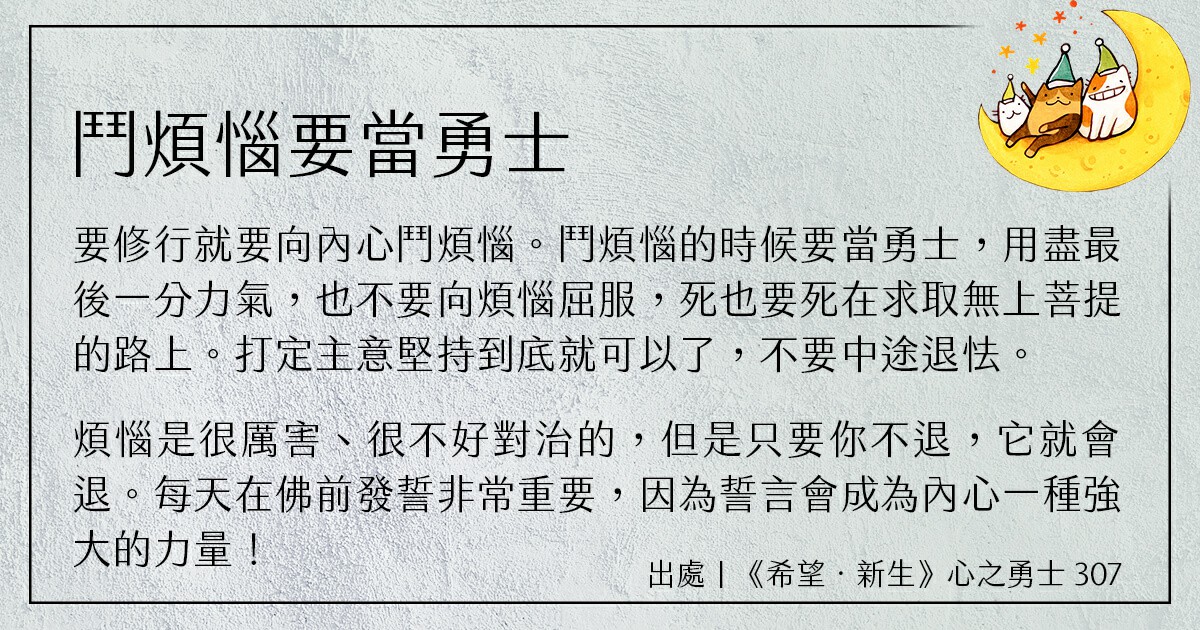 鬥煩惱要當勇士
要修行就要向內心鬥煩惱。鬥煩惱的時候要當勇士，用盡最
後一分力氣，也不要向煩惱屈服，死也要死在求取無上菩提
的路上。打定主意堅持到底就可以了，不要中途退怯。
煩惱是很厲害、很不好對治的，但是只要你不退，它就會
退。每天在佛前發誓非常重要，因為誓言會成為內心一種強
大的力量！
出處|《希望．新生》心之勇士 307